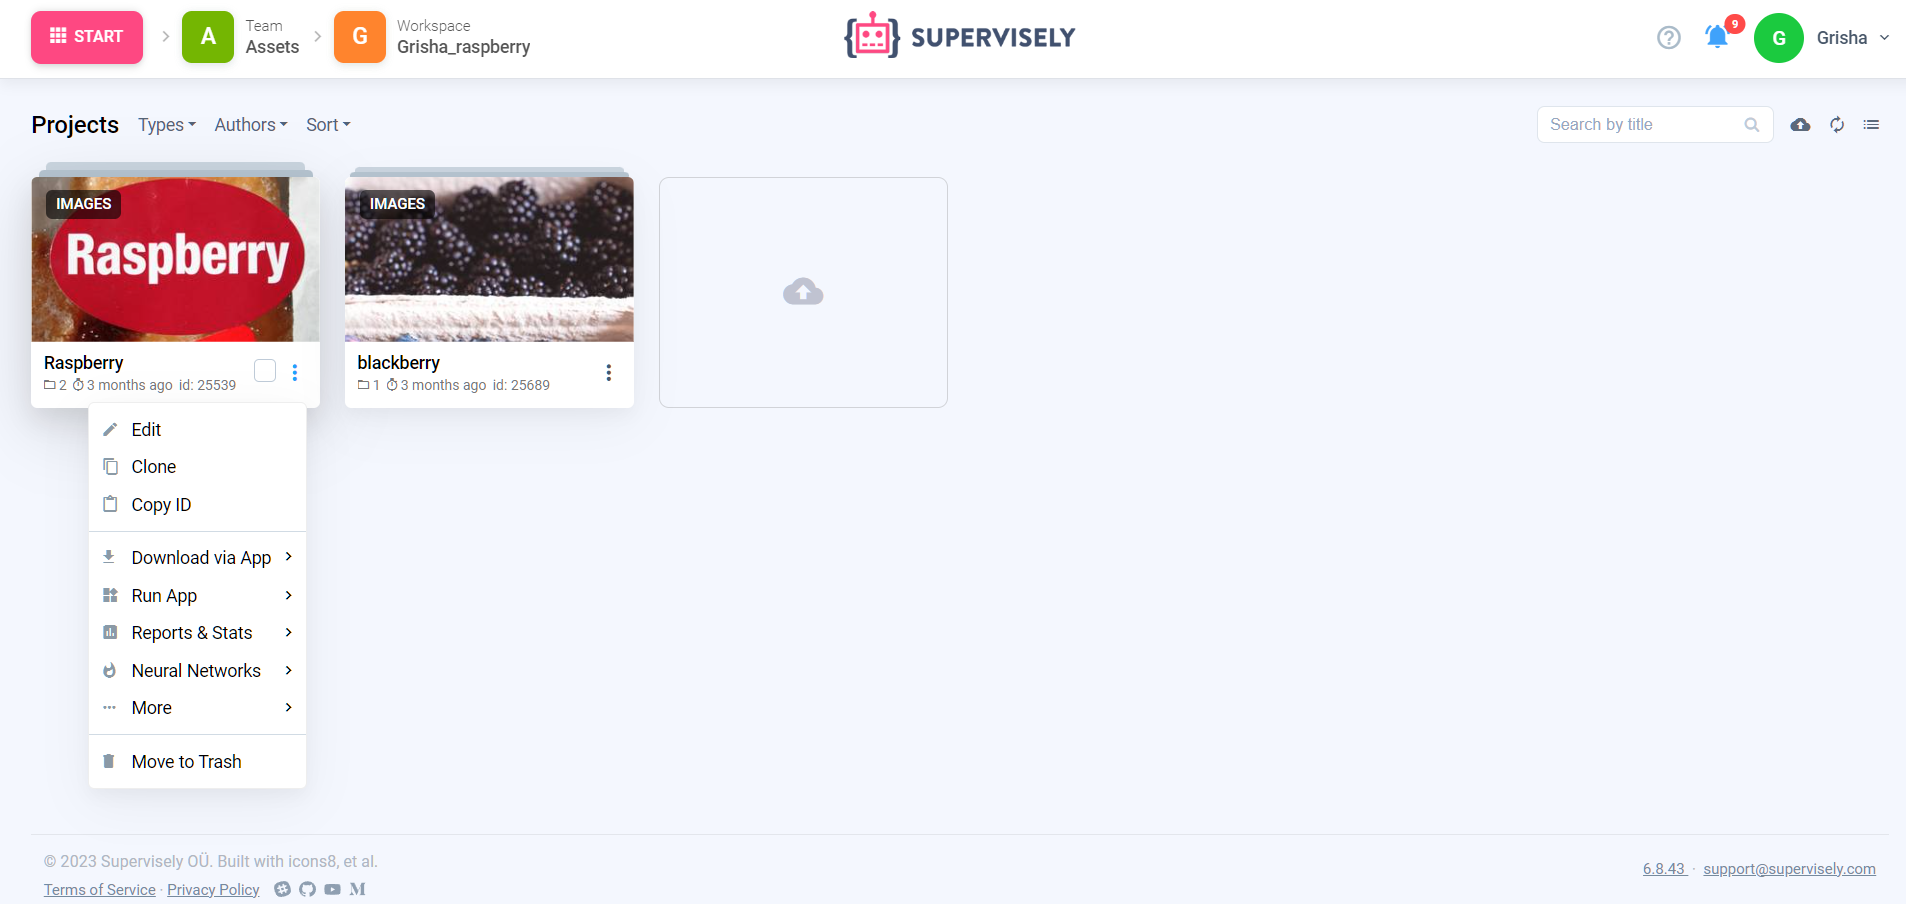 START
A
Team
Assets
G
Workspace
Grisha_raspberry
SUPERVISELY
9
G
Grisha
Projects
Types
Authors
Sort
Search by title
IMAGES
Raspberry
Raspberry
2 3 months ago id: 25539
IMAGES
blackberry
1 3 months ago id: 25689
Edit
Clone
Copy ID
Download via App
Run App
Reports & Stats
Neural Networks
More
Move to Trash
© 2023 Supervisely OÜ. Built with icons8, et al.
Terms of Service · Privacy Policy
6.8.43 · support@supervisely.com